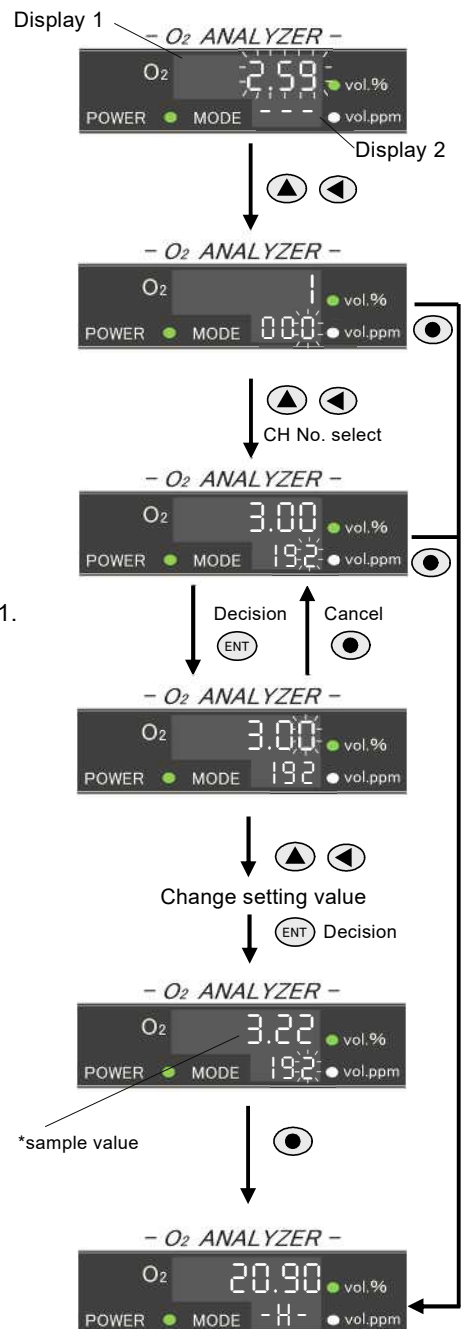 Display 1
– O2 ANALYZER –
O2 2.59 vol.%
POWER MODE --- vol.ppm
Display 2
– O2 ANALYZER –
O2 1 vol.%
POWER MODE 000 vol.ppm
CH No. select
– O2 ANALYZER –
O2 3.00 vol.%
POWER MODE 192 vol.ppm
1.
Decision Cancel
ENT
– O2 ANALYZER –
O2 3.00 vol.%
POWER MODE 192 vol.ppm
Change setting value
ENT Decision
– O2 ANALYZER –
O2 3.22 vol.%
POWER MODE 192 vol.ppm
*sample value
– O2 ANALYZER –
O2 20.90 vol.%
POWER MODE -H- vol.ppm